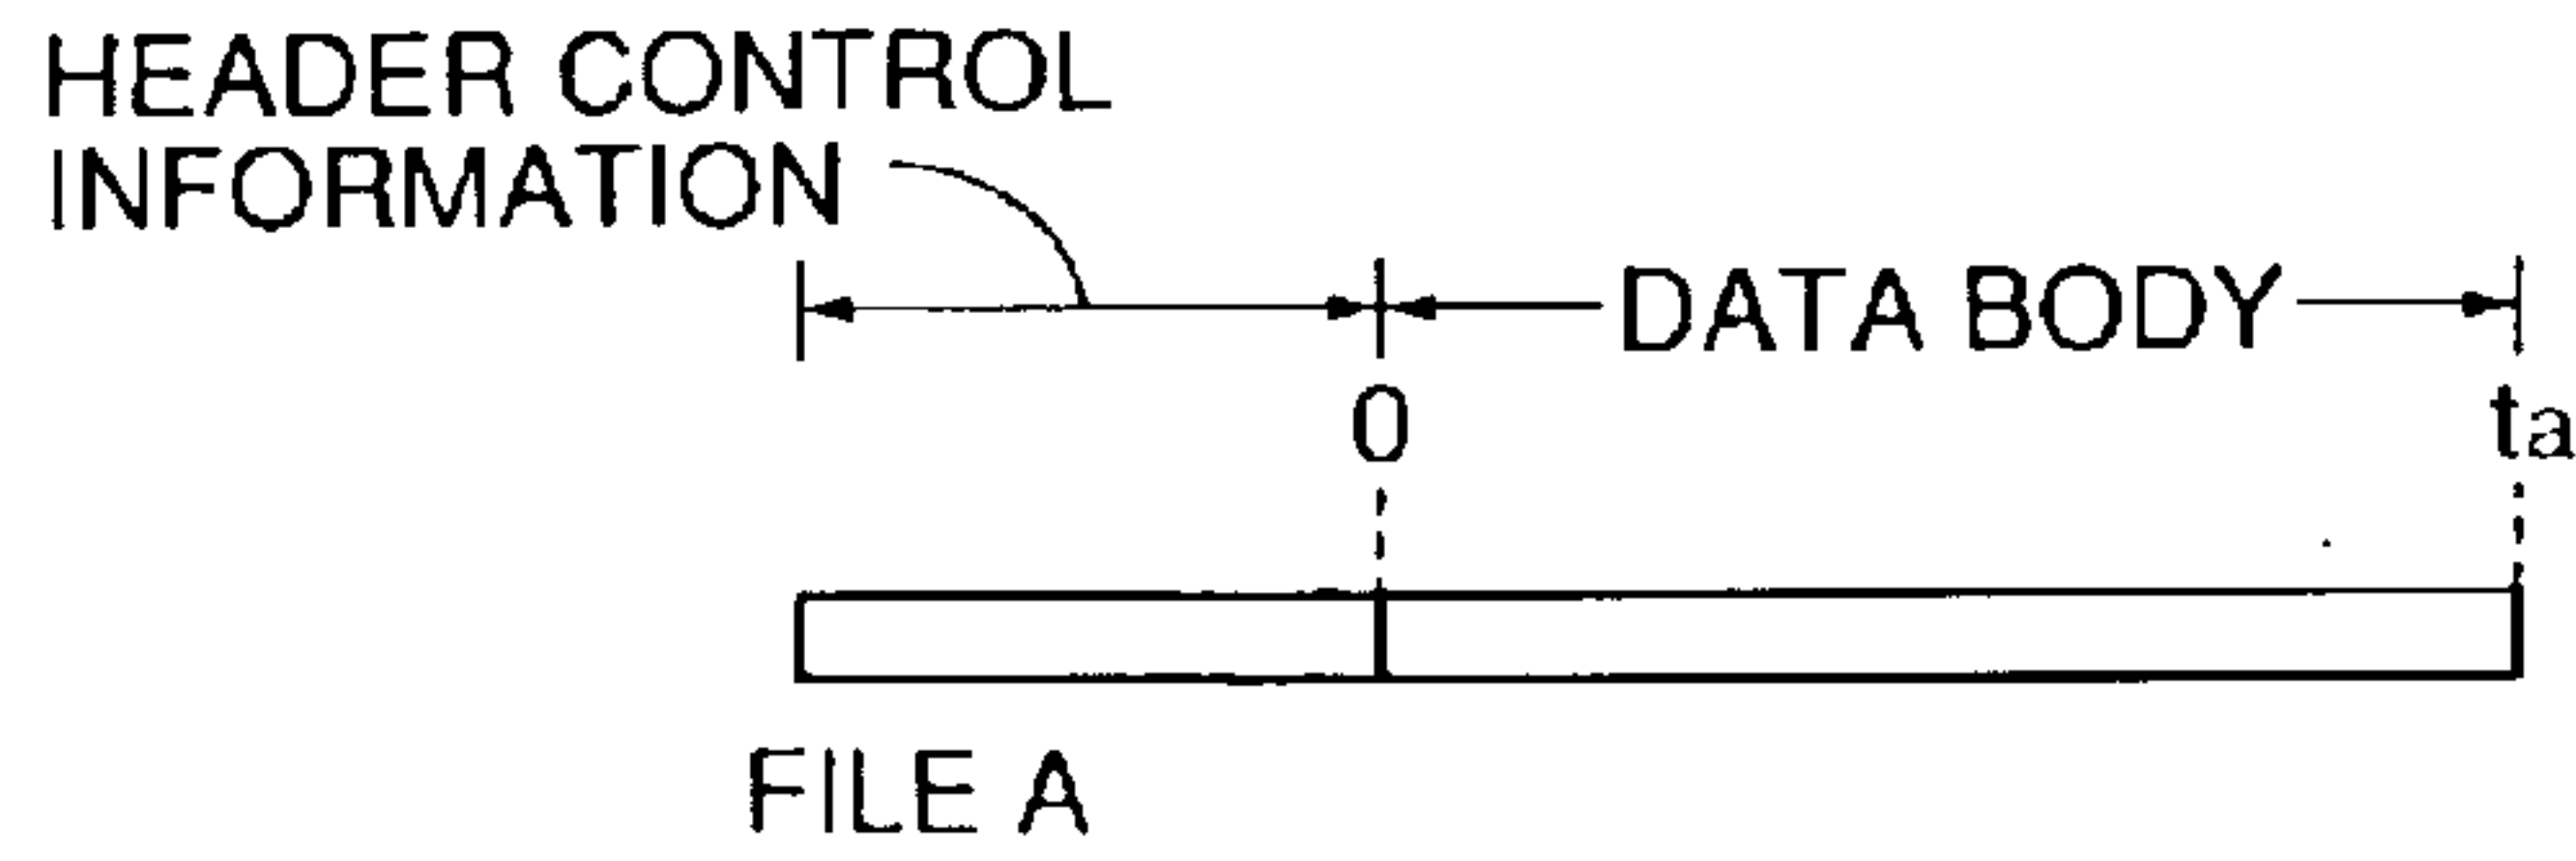 HEADER CONTROL
INFORMATION
DATA BODY
0
ta
FILE A